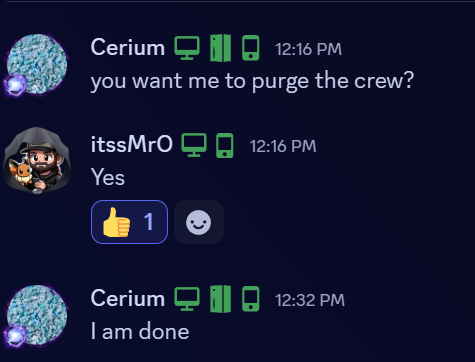 Cerium 12:16 PM
you want me to purge the crew?
itssMrO 12:16 PM
Yes
1
Cerium 12:32 PM
I am done